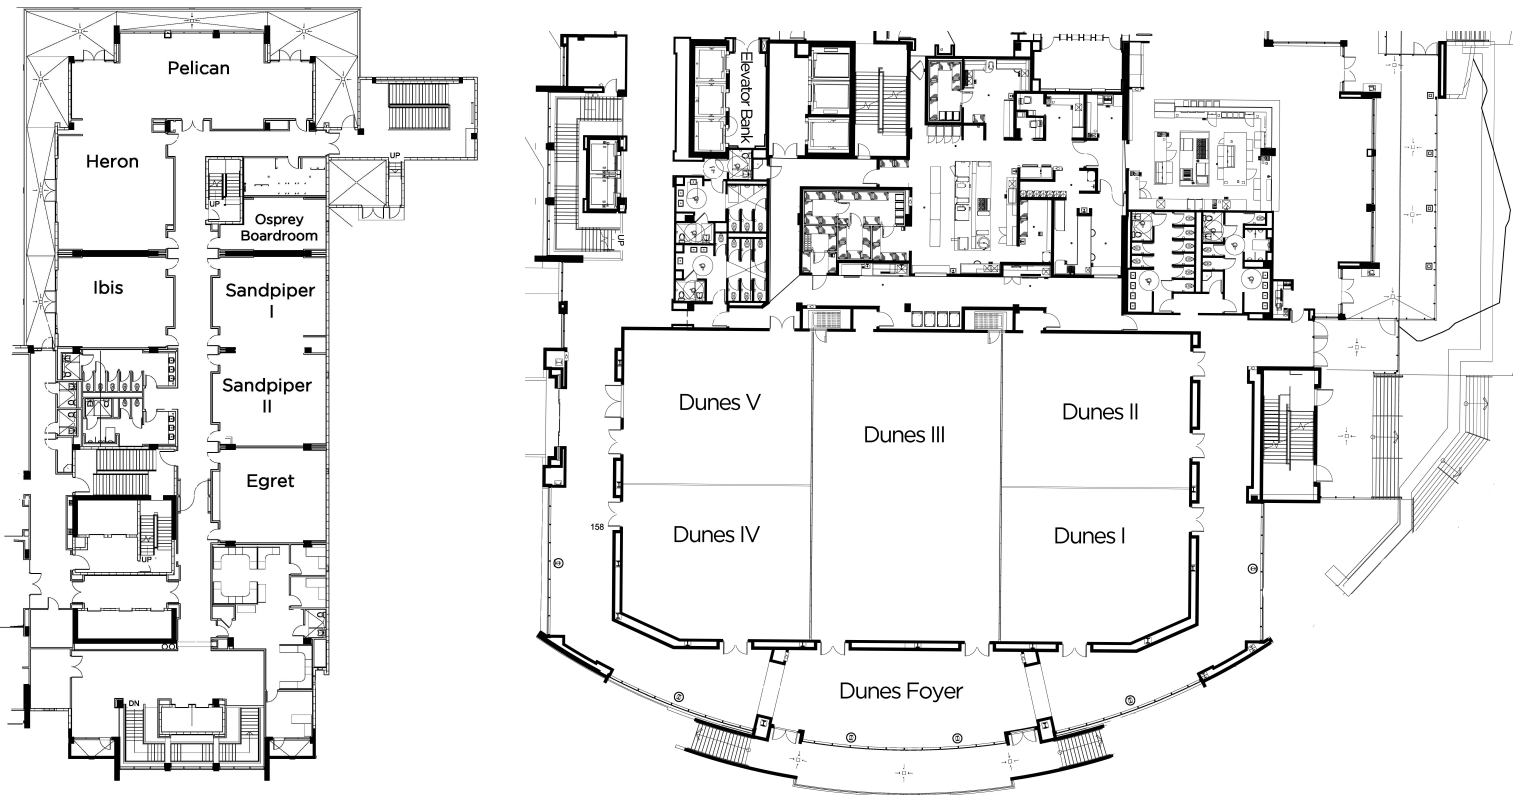 Pelican
Heron
UP
UP
Osprey
Boardroom
Ibis
Sandpiper
I
Sandpiper
II
Egret
UP
DN
Elevator Bank
UP
Dunes V
Dunes III
Dunes II
158
Dunes IV
Dunes I
Dunes Foyer